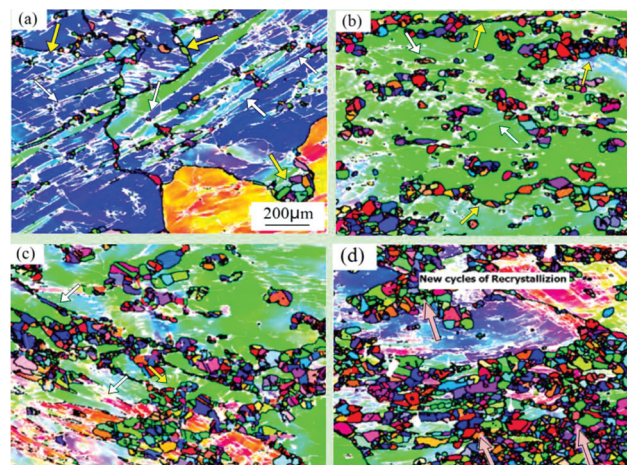 (a)
(b)
200μm
(c)
(d)
New cycles of Recrystallizion